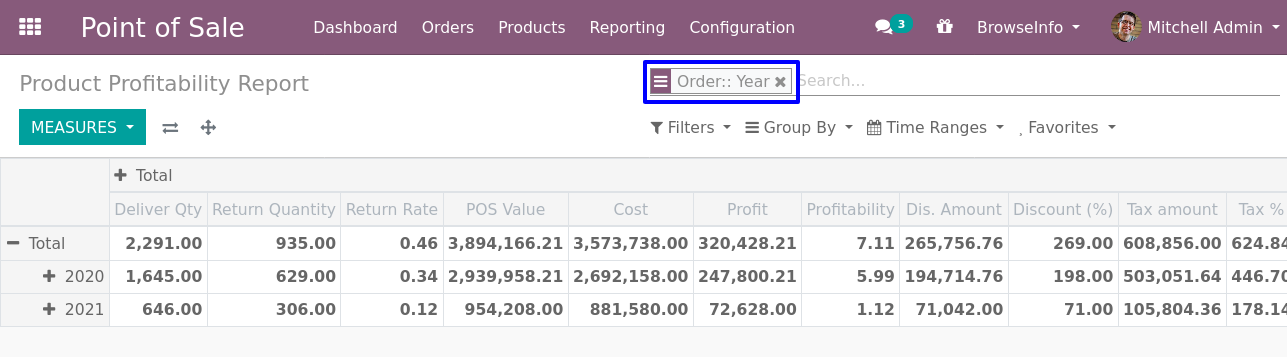 Point of Sale Dashboard Orders Products Reporting Configuration 3 BrowseInfo Mitchell Admin
Product Profitability Report Order:: Year Search...
MEASURES Filters Group By Time Ranges Favorites
Total
Deliver Qty Return Quantity Return Rate POS Value Cost Profit Profitability Dis. Amount Discount (%) Tax amount Tax %
Total 2,291.00 935.00 0.46 3,894,166.21 3,573,738.00 320,428.21 7.11 265,756.76 269.00 608,856.00 624.84
2020 1,645.00 629.00 0.34 2,939,958.21 2,692,158.00 247,800.21 5.99 194,714.76 198.00 503,051.64 446.70
2021 646.00 306.00 0.12 954,208.00 881,580.00 72,628.00 1.12 71,042.00 71.00 105,804.36 178.14